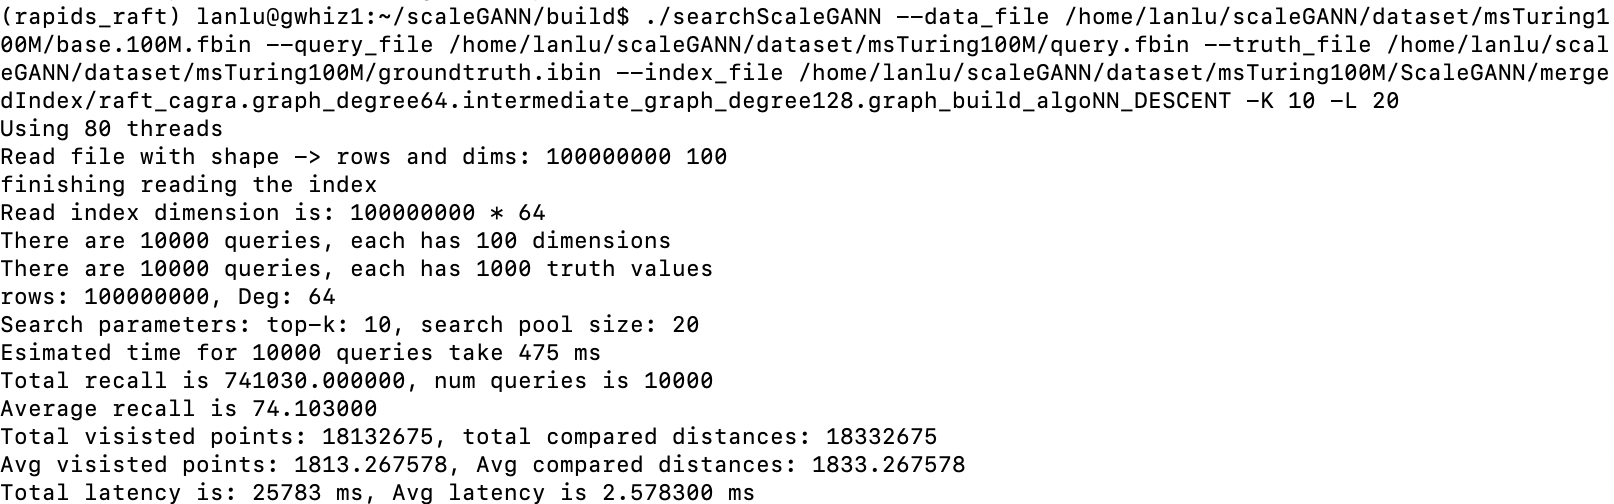 (rapids_raft) lanlu@gwhiz1:~/scaleGANN/build$ ./searchScaleGANN --data_file /home/lanlu/scaleGANN/dataset/msTuring1
00M/base.100M.fbin --query_file /home/lanlu/scaleGANN/dataset/msTuring100M/query.fbin --truth_file /home/lanlu/scal
eGANN/dataset/msTuring100M/groundtruth.ibin --index_file /home/lanlu/scaleGANN/dataset/msTuring100M/ScaleGANN/merge
dIndex/raft_cagra.graph_degree64.intermediate_graph_degree128.graph_build_algoNN_DESCENT -K 10 -L 20
Using 80 threads
Read file with shape -> rows and dims: 100000000 100
finishing reading the index
Read index dimension is: 100000000 * 64
There are 10000 queries, each has 100 dimensions
There are 10000 queries, each has 1000 truth values
rows: 100000000, Deg: 64
Search parameters: top-k: 10, search pool size: 20
Esimated time for 10000 queries take 475 ms
Total recall is 741030.000000, num queries is 10000
Average recall is 74.103000
Total visisted points: 18132675, total compared distances: 18332675
Avg visisted points: 1813.267578, Avg compared distances: 1833.267578
Total latency is: 25783 ms, Avg latency is 2.578300 ms